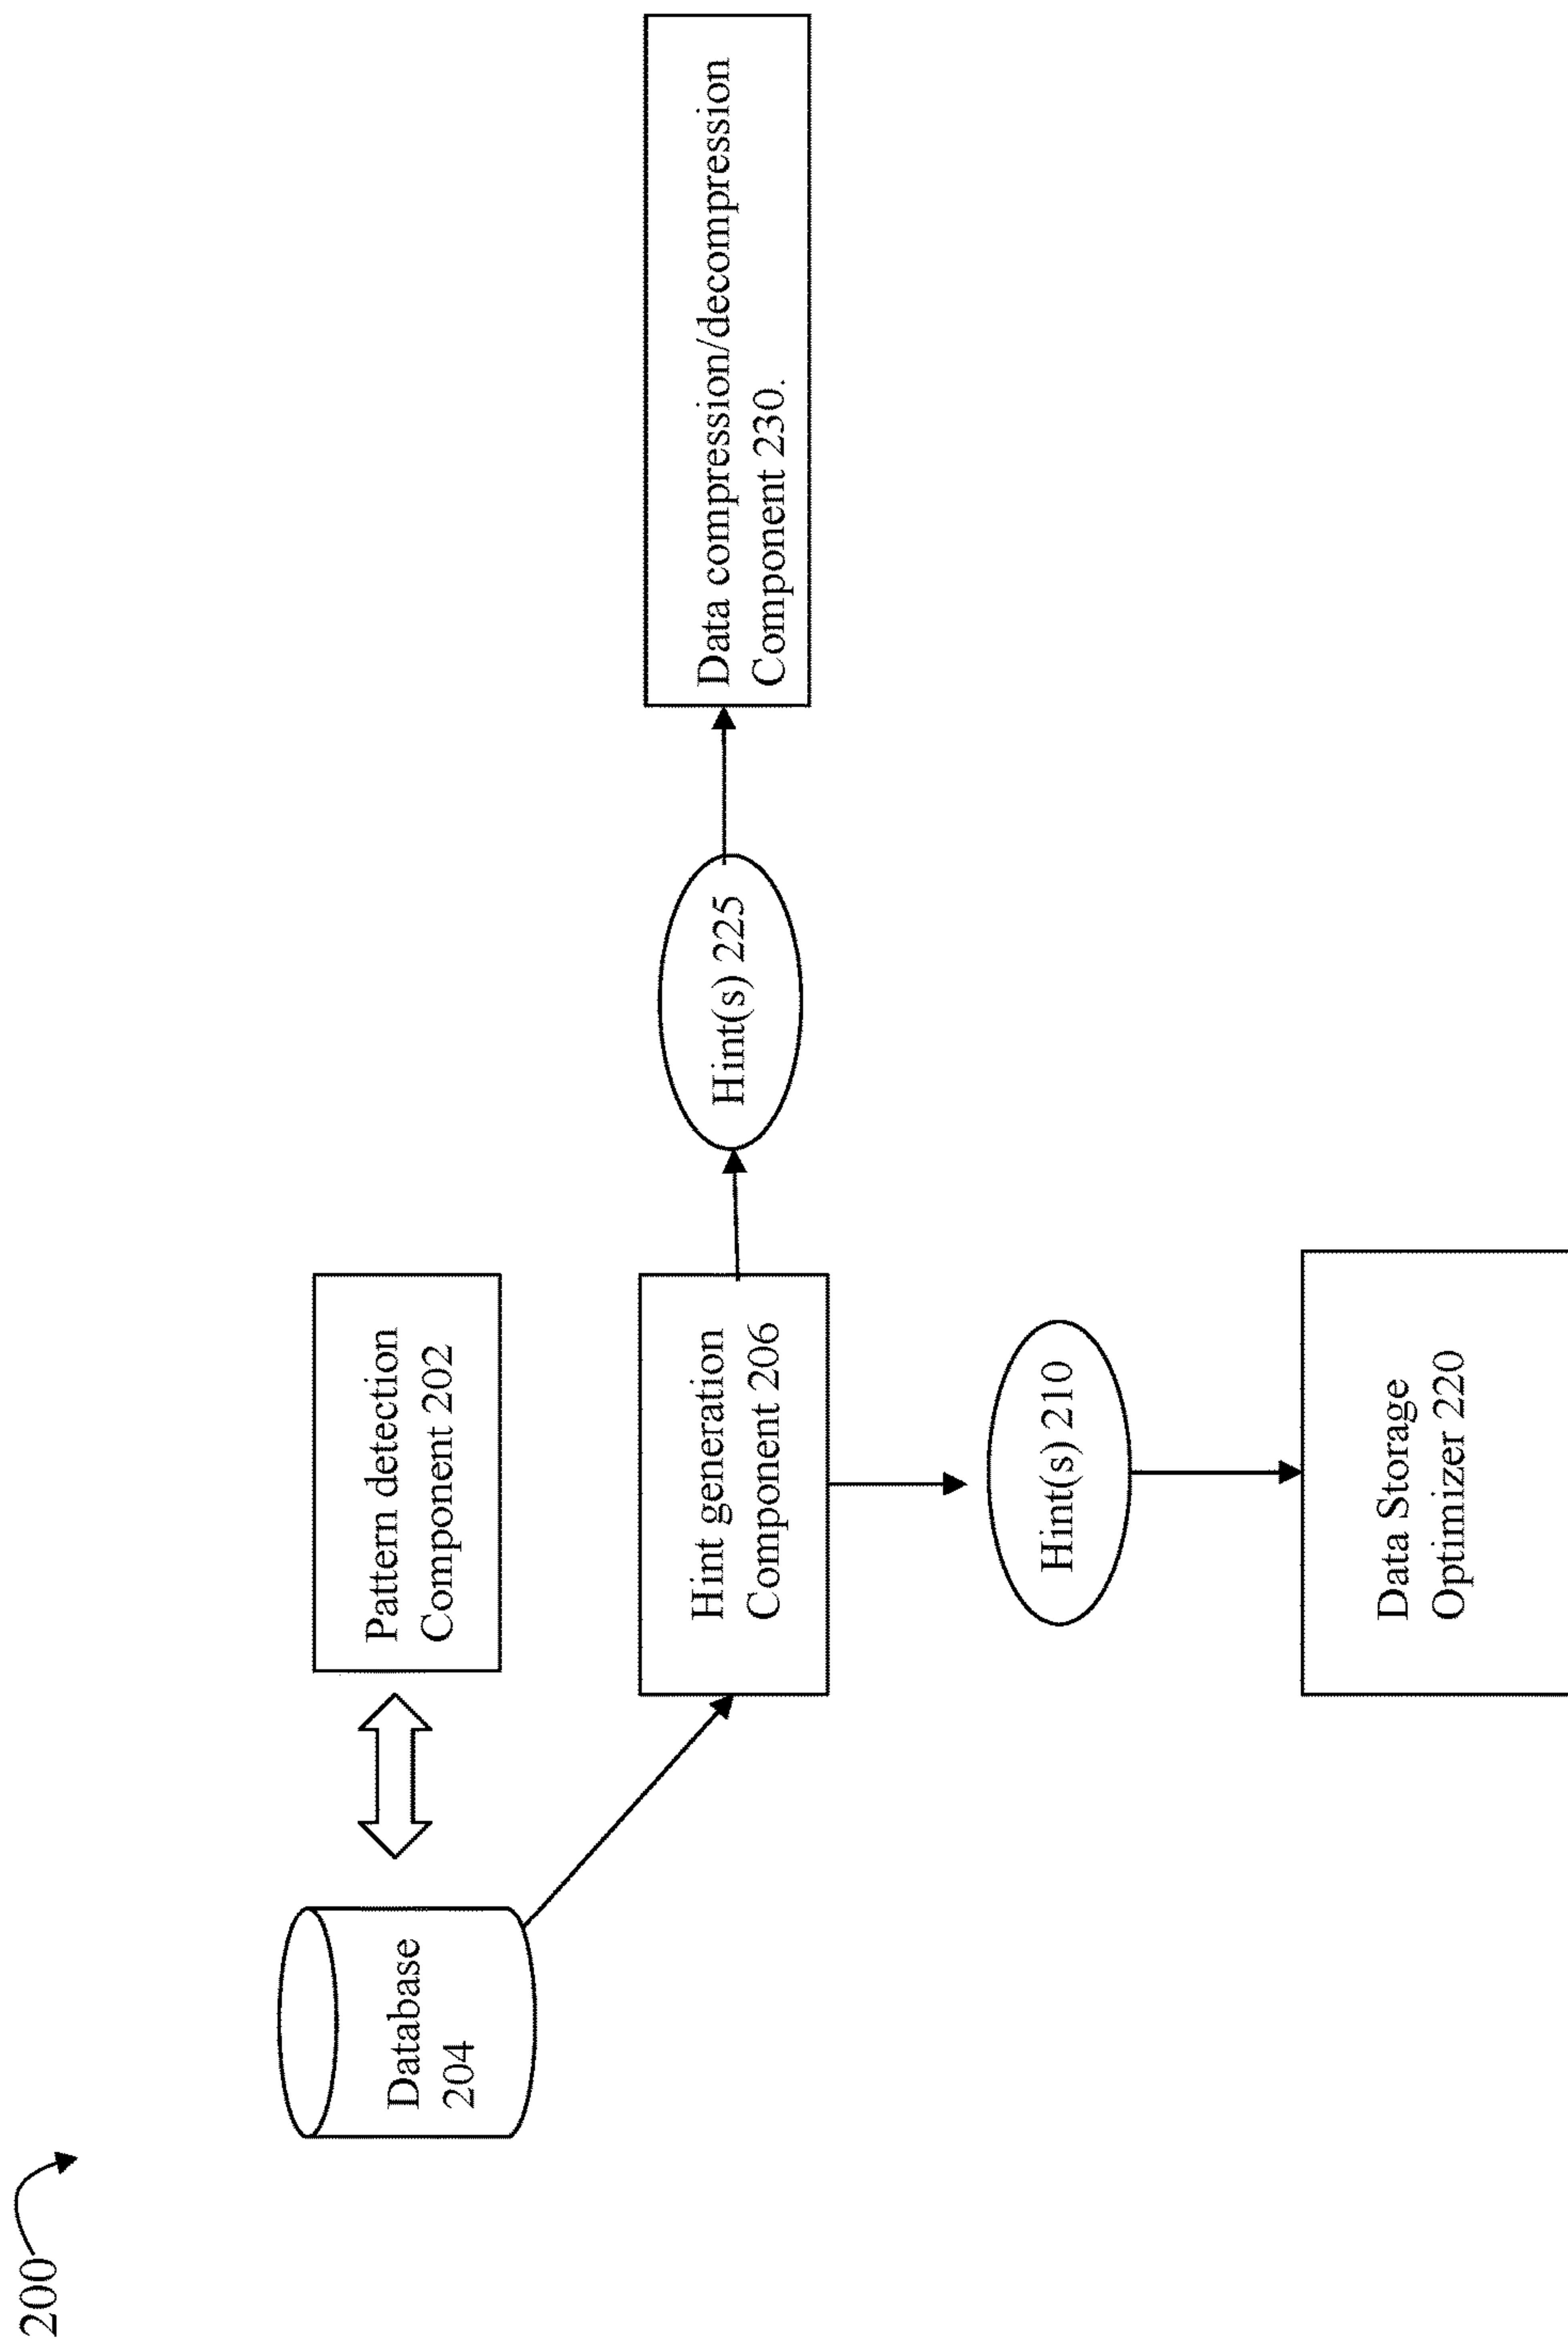 200
Database
204
Pattern detection
Component 202
Hint generation
Component 206
Hint(s) 225
Data compression/decompression
Component 230.
Hint(s) 210
Data Storage
Optimizer 220